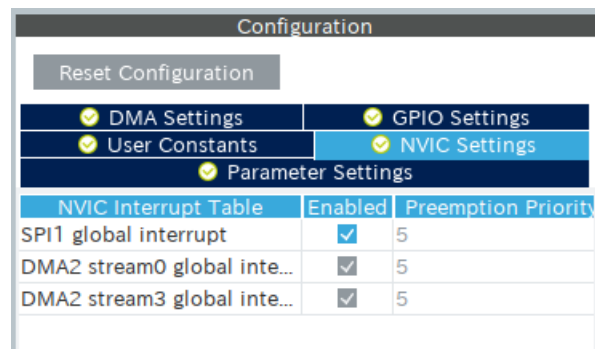 Configuration
Reset Configuration
DMA Settings GPIO Settings
User Constants NVIC Settings
Parameter Settings
NVIC Interrupt Table Enabled Preemption Priority
SPI1 global interrupt 5
DMA2 stream0 global inte... 5
DMA2 stream3 global inte... 5